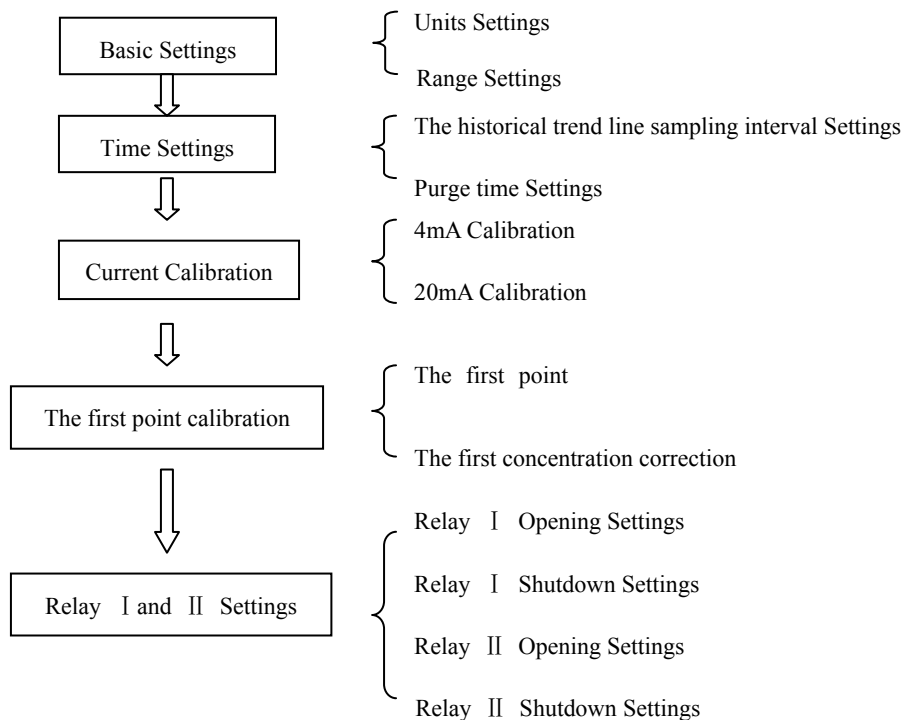 Basic Settings
Units Settings
Range Settings
Time Settings
The historical trend line sampling interval Settings
Purge time Settings
Current Calibration
4mA Calibration
20mA Calibration
The first point calibration
The first point
The first concentration correction
Relay Ⅰ and Ⅱ Settings
Relay Ⅰ Opening Settings
Relay Ⅰ Shutdown Settings
Relay Ⅱ Opening Settings
Relay Ⅱ Shutdown Settings